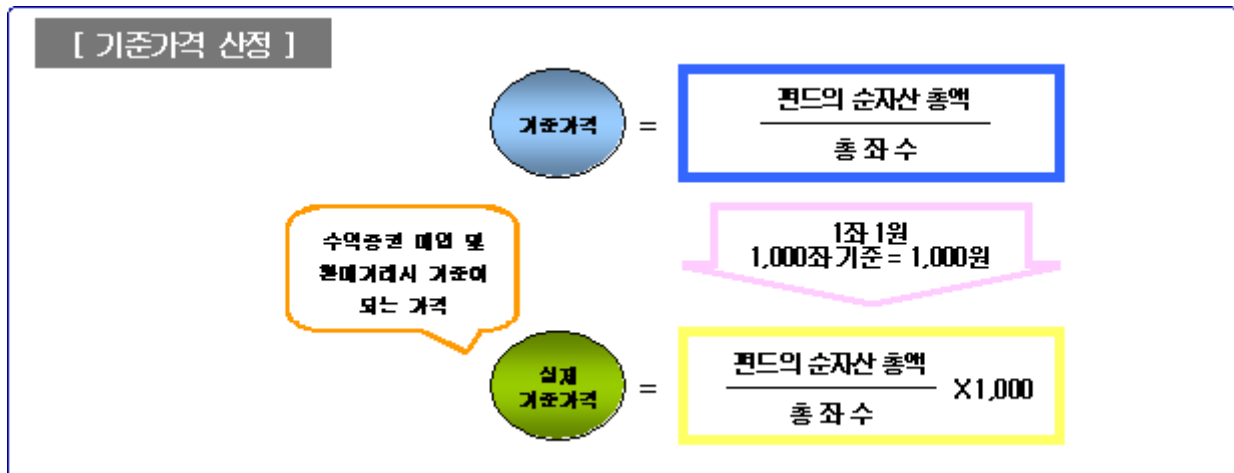 [ 기준가격 산정 ]
기준가격 = 펀드의 순자산 총액
총 좌 수
1좌 1원
1,000좌 기준 = 1,000원
수익증권 매입 및
환매거래시 기준이
되는 가격
실제
기준가격 = 펀드의 순자산 총액
총 좌 수
X1,000